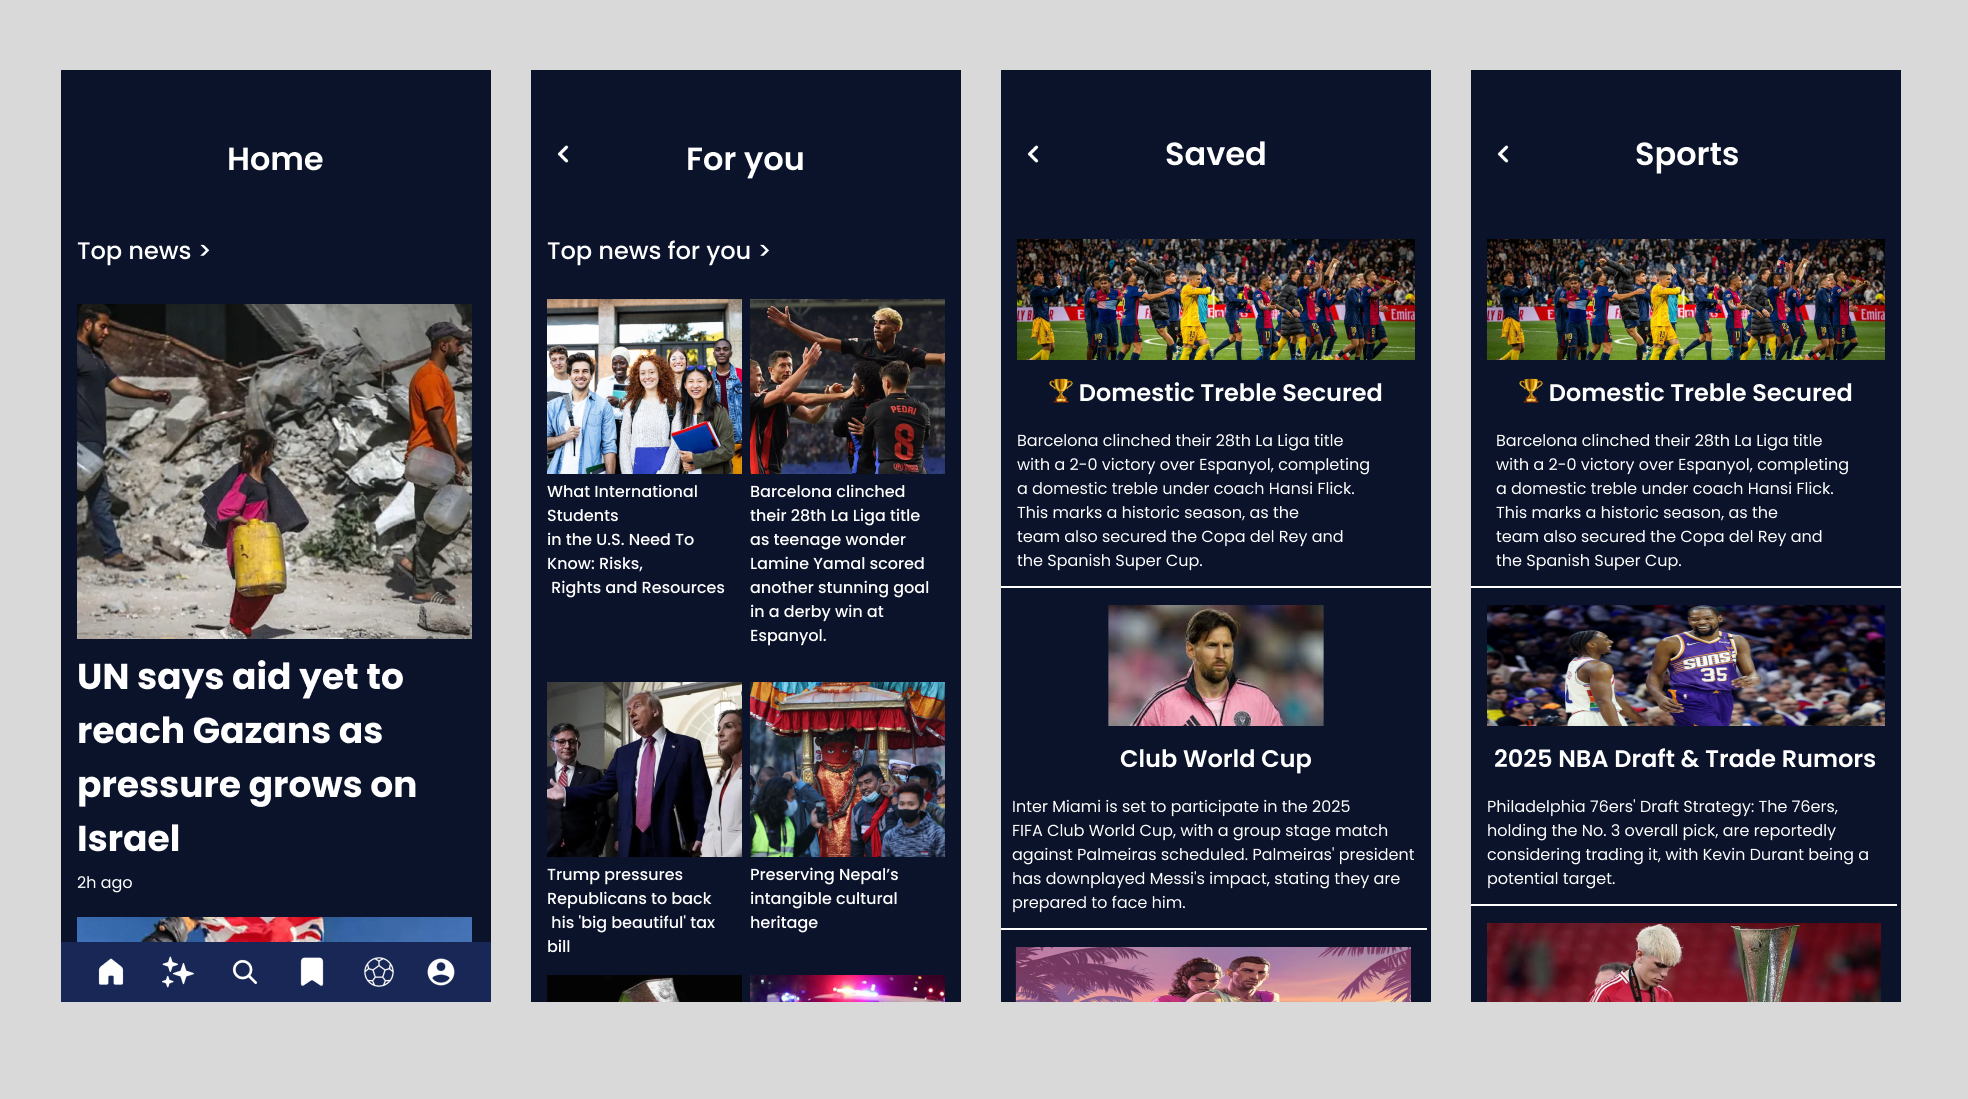 Home
Top news >
UN says aid yet to
reach Gazans as
pressure grows on
Israel
2h ago
For you
Top news for you >
What International
Students
in the U.S. Need To
Know: Risks,
Rights and Resources
PEDRI
8
Barcelona clinched
their 28th La Liga title
as teenage wonder
Lamine Yamal scored
another stunning goal
in a derby win at
Espanyol.
Trump pressures
Republicans to back
his 'big beautiful' tax
bill
Preserving Nepal’s
intangible cultural
heritage
Saved
LY B
Emira
🏆 Domestic Treble Secured
Barcelona clinched their 28th La Liga title
with a 2-0 victory over Espanyol, completing
a domestic treble under coach Hansi Flick.
This marks a historic season, as the
team also secured the Copa del Rey and
the Spanish Super Cup.
Club World Cup
Inter Miami is set to participate in the 2025
FIFA Club World Cup, with a group stage match
against Palmeiras scheduled. Palmeiras' president
has downplayed Messi's impact, stating they are
prepared to face him.
Sports
LY B
Emira
🏆 Domestic Treble Secured
Barcelona clinched their 28th La Liga title
with a 2-0 victory over Espanyol, completing
a domestic treble under coach Hansi Flick.
This marks a historic season, as the
team also secured the Copa del Rey and
the Spanish Super Cup.
SUNS
35
2025 NBA Draft & Trade Rumors
Philadelphia 76ers' Draft Strategy: The 76ers,
holding the No. 3 overall pick, are reportedly
considering trading it, with Kevin Durant being a
potential target.